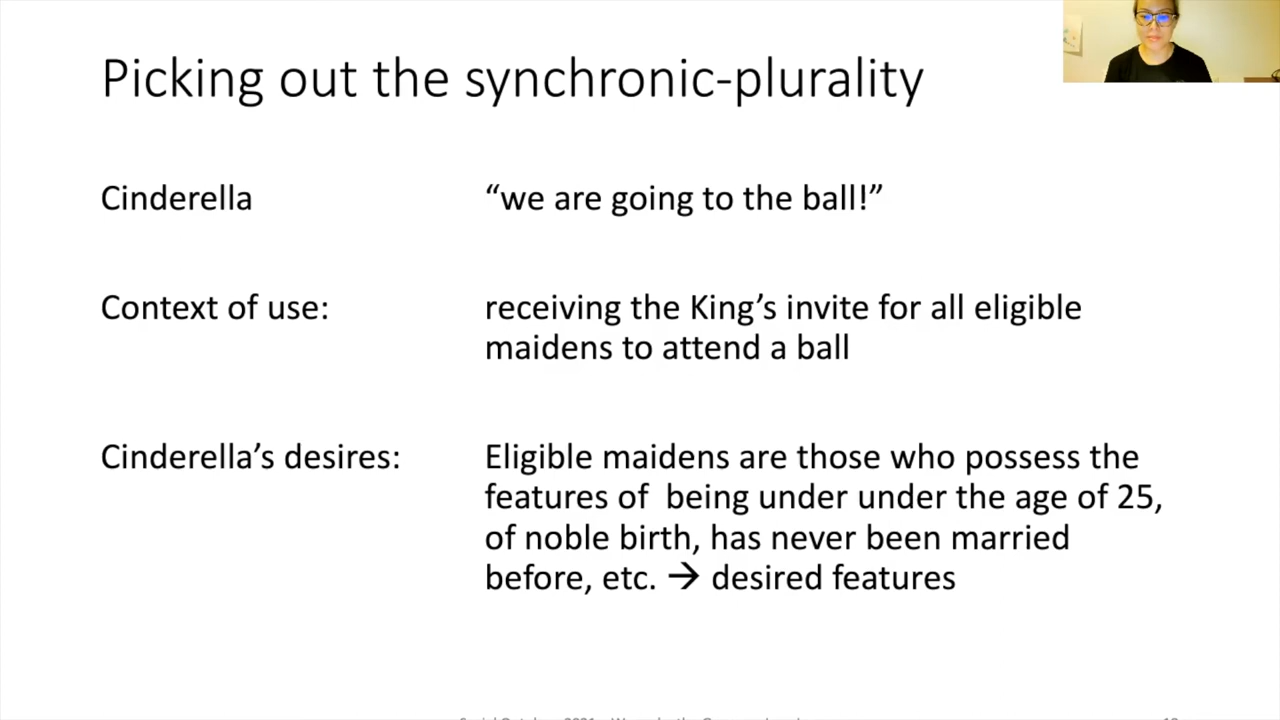 Picking out the synchronic-plurality
Cinderella
“we are going to the ball!”
Context of use:
receiving the King’s invite for all eligible
maidens to attend a ball
Cinderella’s desires:
Eligible maidens are those who possess the
features of being under under the age of 25,
of noble birth, has never been married
before, etc. → desired features